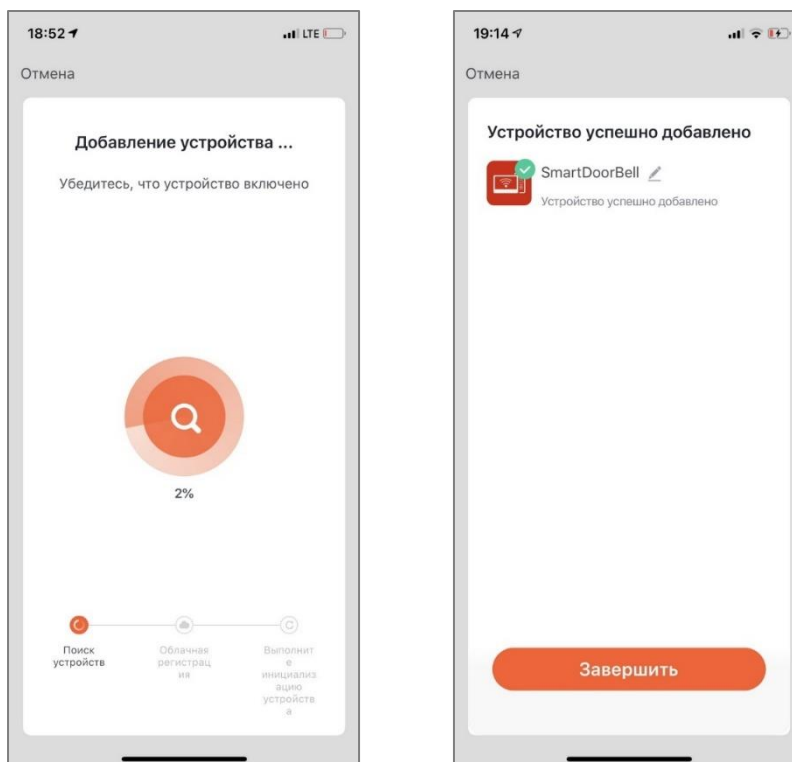 18:52
LTE
Отмена
Добавление устройства ...
Убедитесь, что устройство включено
2%
Поиск
устройств
Облачная
регистрац
ия
Выполнит
е
инициализ
ацию
устройств
а
19:14
Отмена
Устройство успешно добавлено
SmartDoorBell
Устройство успешно добавлено
Завершить